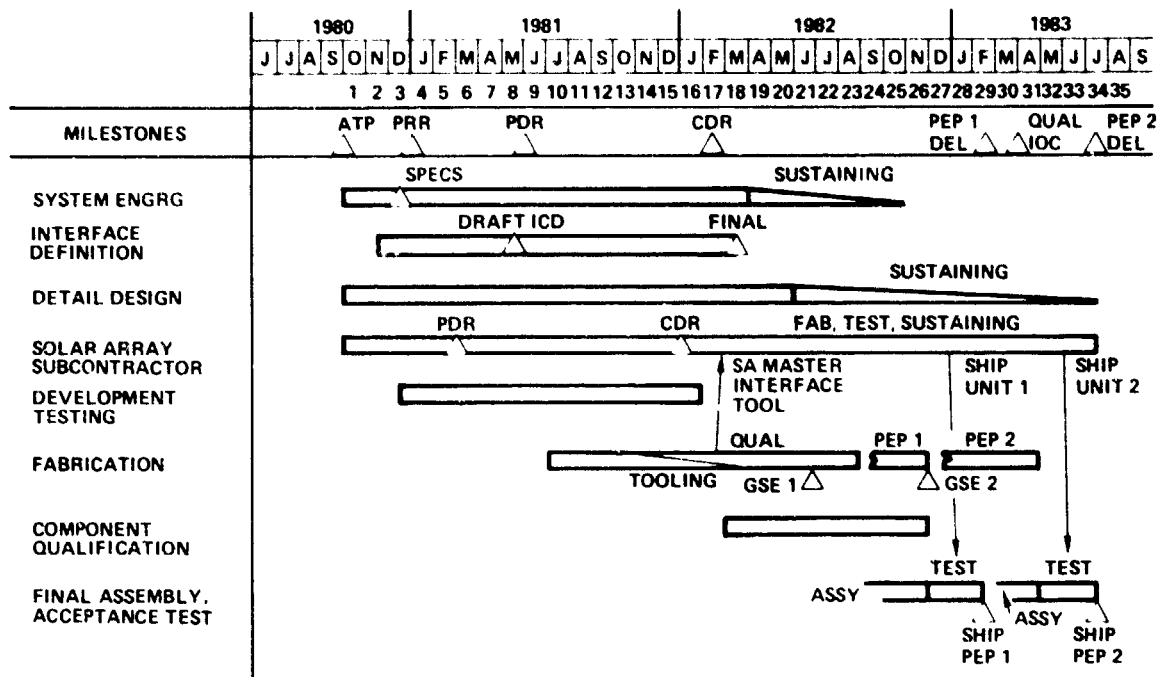 1980 1981 1982 1983
J J A S O N D J F M A M J J A S O N D J F M A M J J A S O N D J F M A M J J A S
1 2 3 4 5 6 7 8 9 10 11 12 13 14 15 16 17 18 19 20 21 22 23 24 25 26 27 28 29 30 31 32 33 34 35
MILESTONES
ATP PRR PDR CDR PEP 1 DEL QUAL IOC PEP 2 DEL
SYSTEM ENGRG
SPECS SUSTAINING
INTERFACE
DEFINITION
DRAFT ICD FINAL
DETAIL DESIGN
SUSTAINING
SOLAR ARRAY
SUBCONTRACTOR
PDR CDR FAB, TEST, SUSTAINING
SA MASTER
INTERFACE
TOOL
SHIP
UNIT 1
SHIP
UNIT 2
DEVELOPMENT
TESTING
FABRICATION
QUAL PEP 1 PEP 2
TOOLING GSE 1 GSE 2
COMPONENT
QUALIFICATION
FINAL ASSEMBLY,
ACCEPTANCE TEST
TEST TEST
ASSY ASSY
SHIP
PEP 1
SHIP
PEP 2